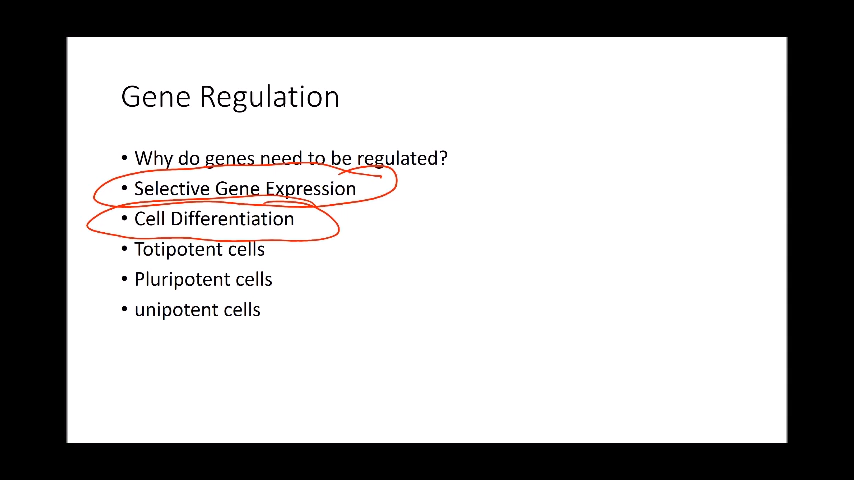 Gene Regulation
• Why do genes need to be regulated?
• Selective Gene Expression
• Cell Differentiation
• Totipotent cells
• Pluripotent cells
• unipotent cells